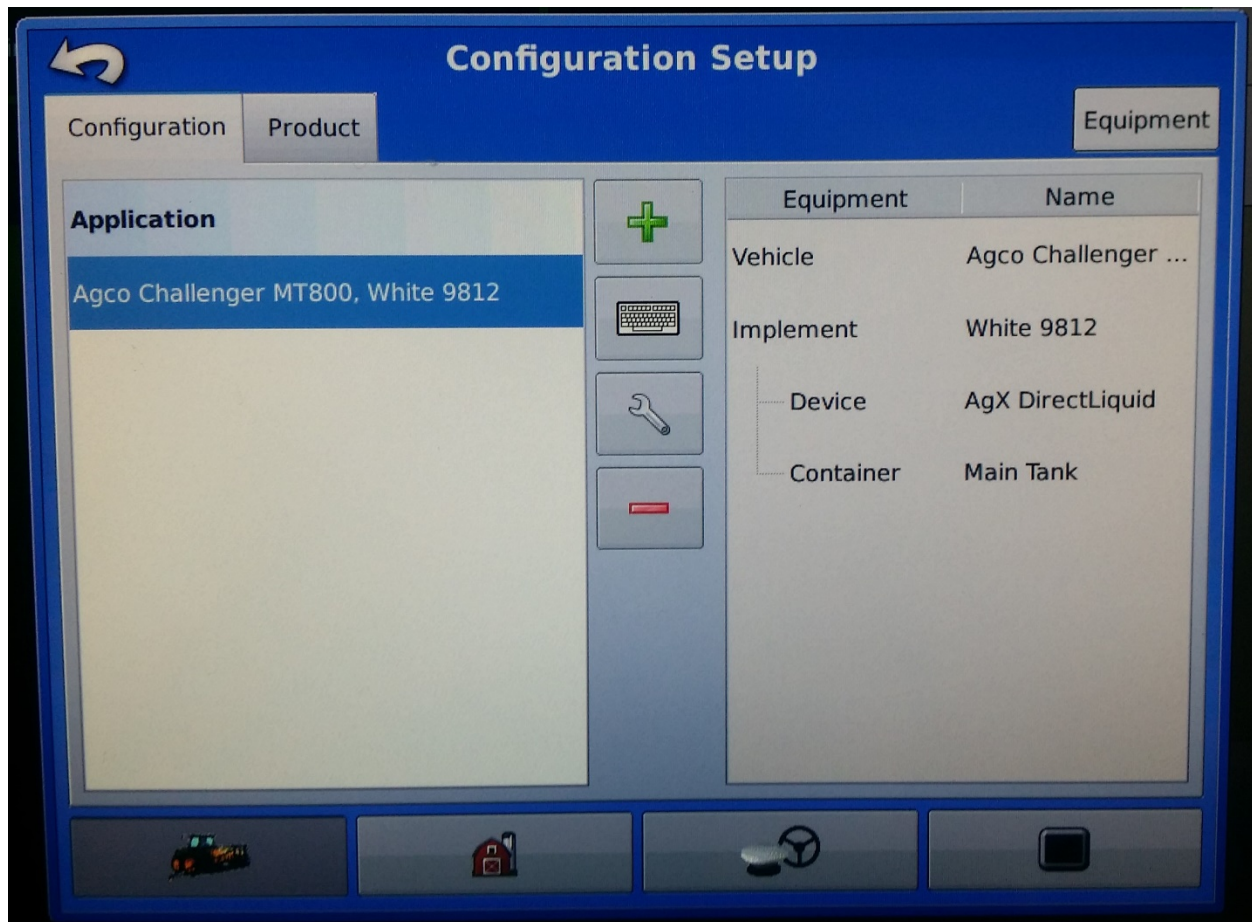 Configuration Setup
Configuration
Product
Equipment
Application
Agco Challenger MT800, White 9812
Equipment Name
Vehicle Agco Challenger ...
Implement White 9812
Device AgX DirectLiquid
Container Main Tank